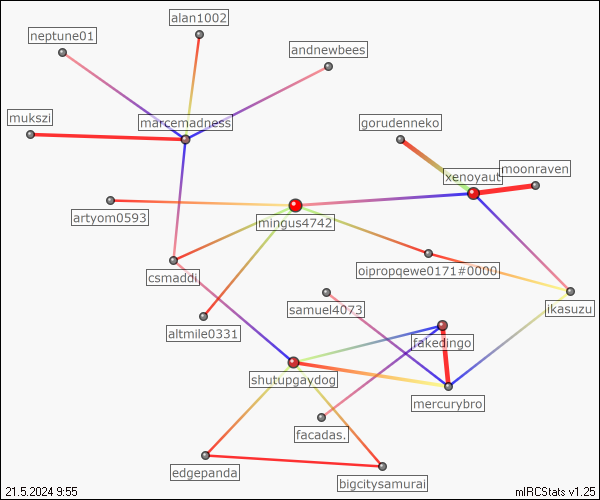 alan1002
neptune01
andnewbees
mukszi
marcemadness
gorudenneko
xenoyaut
moonraven
artyom0593
mingus4742
csmaddi
oipropqewe0171#0000
ikasuzu
samuel4073
altmile0331
fakedingo
shutupgaydog
mercurybro
facadas.
edgepanda
bigcitysamurai
21.5.2024 9:55
mIRCStats v1.25